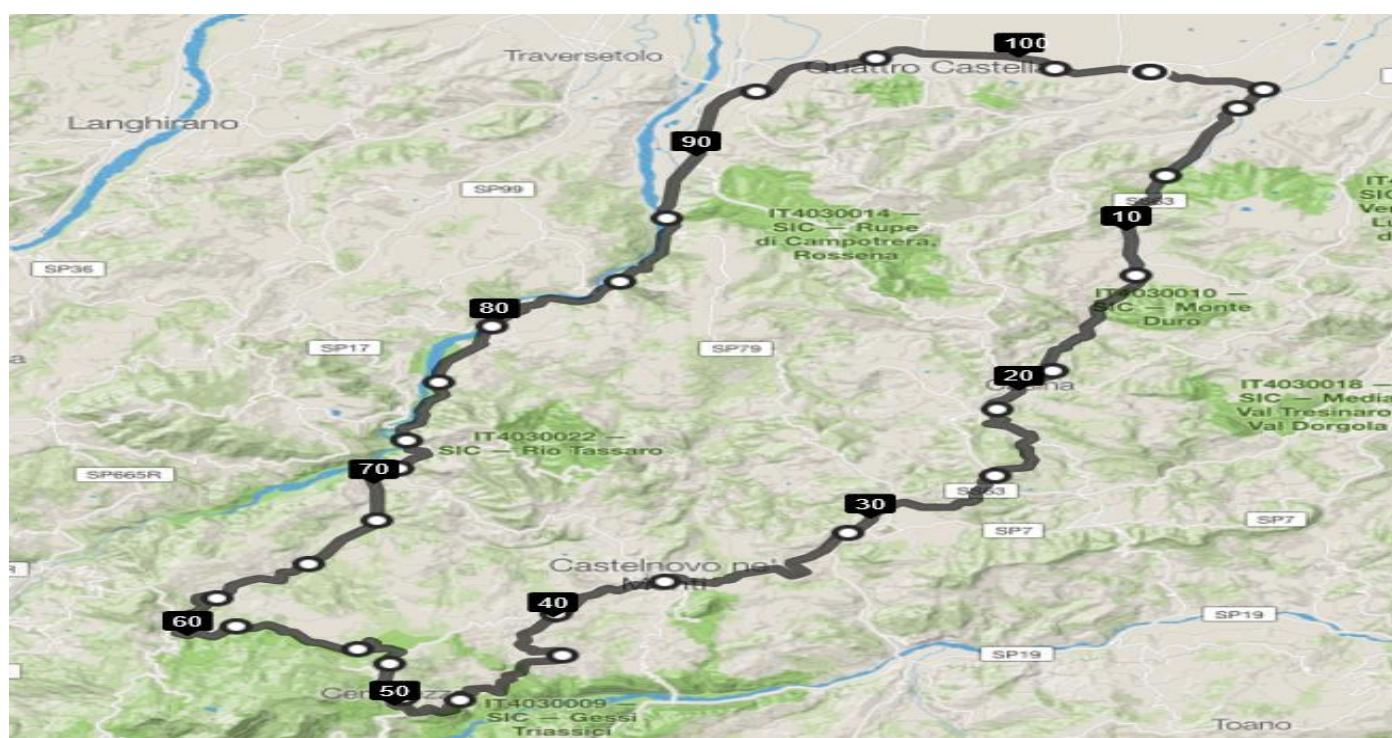 100
Traversetolo
Quattro Castella
Langhirano
90
SP99
SS63
10
IT4030014 —
SIC — Rupe
di Campotrera,
Rossena
SP36
IT4030010 —
SIC — Monte
Duro
80
SP17
SP79
20
IT4030018 —
SIC — Media
Val Tresinaro
Val Dorgola
IT4030022 —
SIC — Rio Tassaro
70
SP665R
SS63
30
SP7
SP7
Castelnovo ne'
Monti
40
60
SP19
SP19
50
IT4030009 —
SIC — Gessi
Triassici
Toano